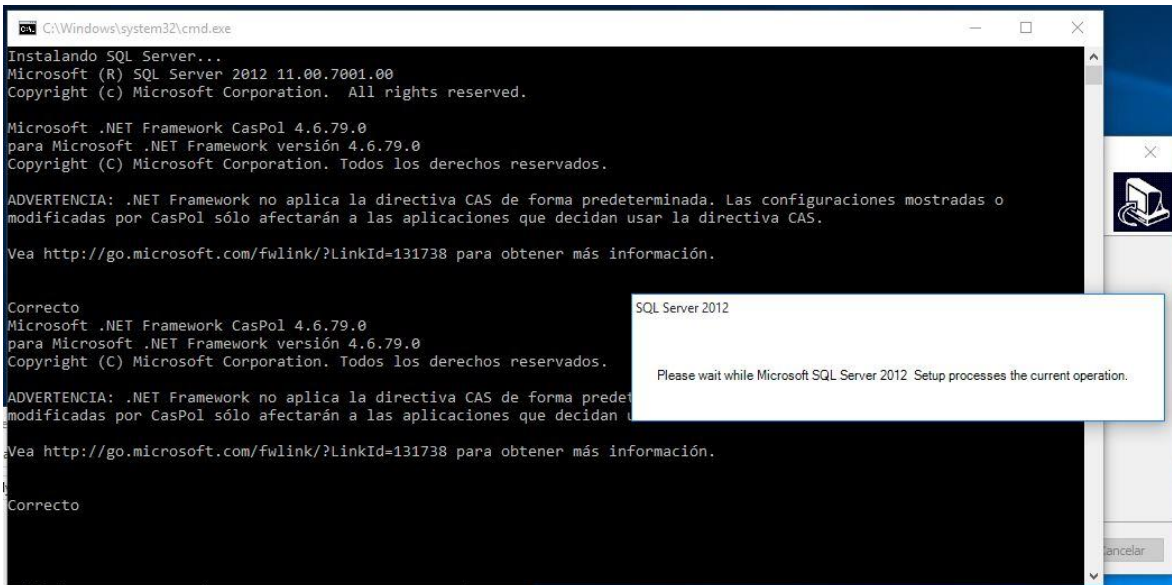 C:\Windows\system32\cmd.exe
Instalando SQL Server...
Microsoft (R) SQL Server 2012 11.00.7001.00
Copyright (c) Microsoft Corporation.  All rights reserved.
Microsoft .NET Framework CasPol 4.6.79.0
para Microsoft .NET Framework versión 4.6.79.0
Copyright (C) Microsoft Corporation. Todos los derechos reservados.
ADVERTENCIA: .NET Framework no aplica la directiva CAS de forma predeterminada. Las configuraciones mostradas o
modificadas por CasPol sólo afectarán a las aplicaciones que decidan usar la directiva CAS.
Vea http://go.microsoft.com/fwlink/?LinkId=131738 para obtener más información.
Correcto
Microsoft .NET Framework CasPol 4.6.79.0
para Microsoft .NET Framework versión 4.6.79.0
Copyright (C) Microsoft Corporation. Todos los derechos reservados.
ADVERTENCIA: .NET Framework no aplica la directiva CAS de forma predet
modificadas por CasPol sólo afectarán a las aplicaciones que decidan
Vea http://go.microsoft.com/fwlink/?LinkId=131738 para obtener más información.
Correcto
SQL Server 2012
Please wait while Microsoft SQL Server 2012  Setup processes the current operation.
ancelar